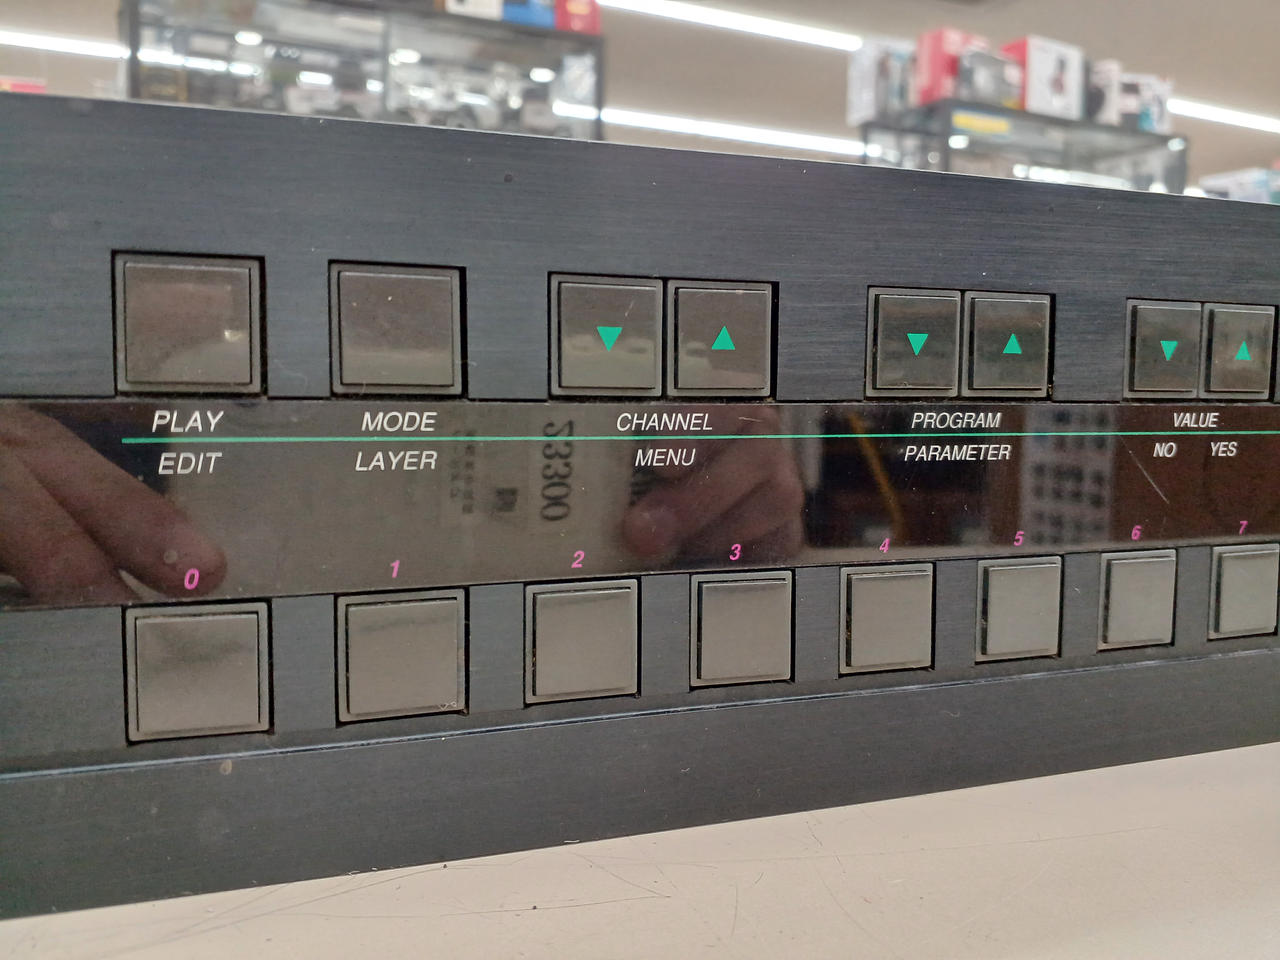 PLAY MODE CHANNEL PROGRAM VALUE
EDIT LAYER MENU PARAMETER NO YES
23300
0 1 2 3 4 5 6 7